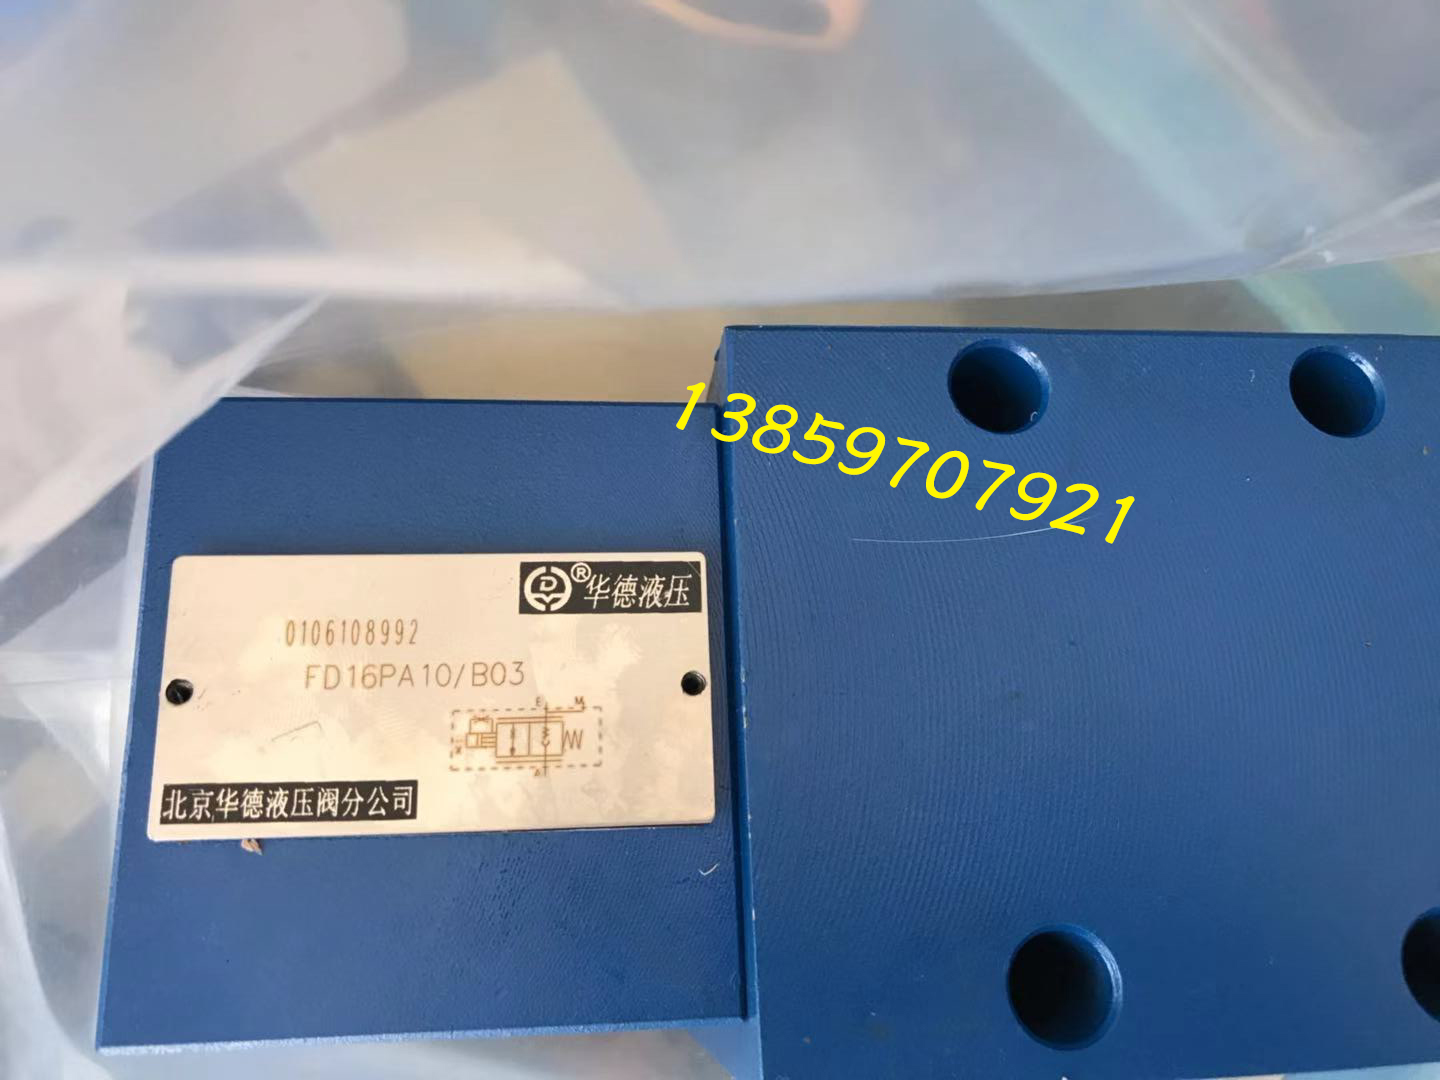 13859707921
®华德液压
0106108992
FD16PA10/B03
E M
X
A
北京华德液压阀分公司